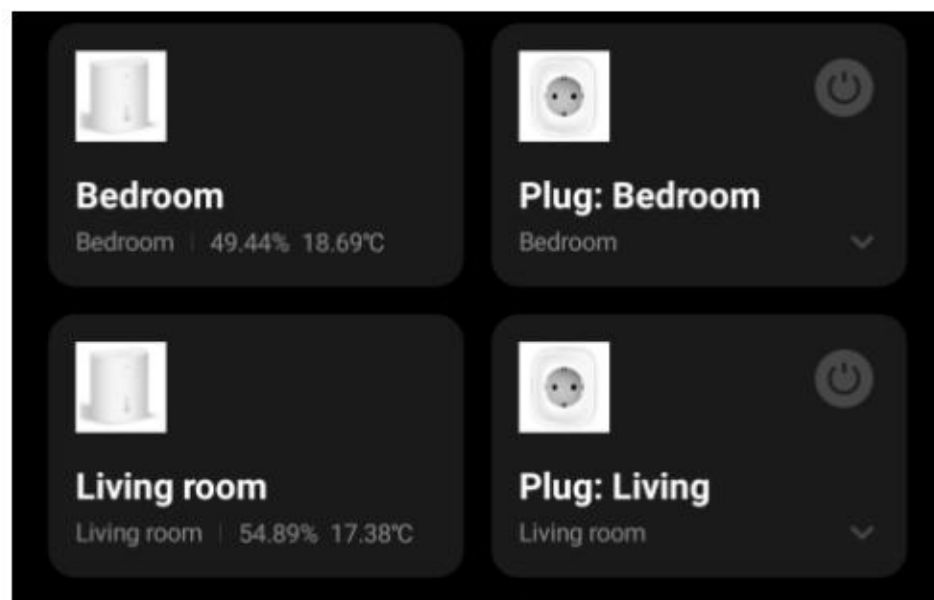 Bedroom
Bedroom | 49.44% 18.69℃
Plug: Bedroom
Bedroom
Living room
Living room | 54.89% 17.38℃
Plug: Living
Living room